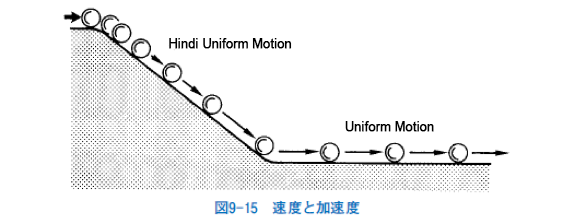 Hindi Uniform Motion
Uniform Motion
図9-15 速度と加速度